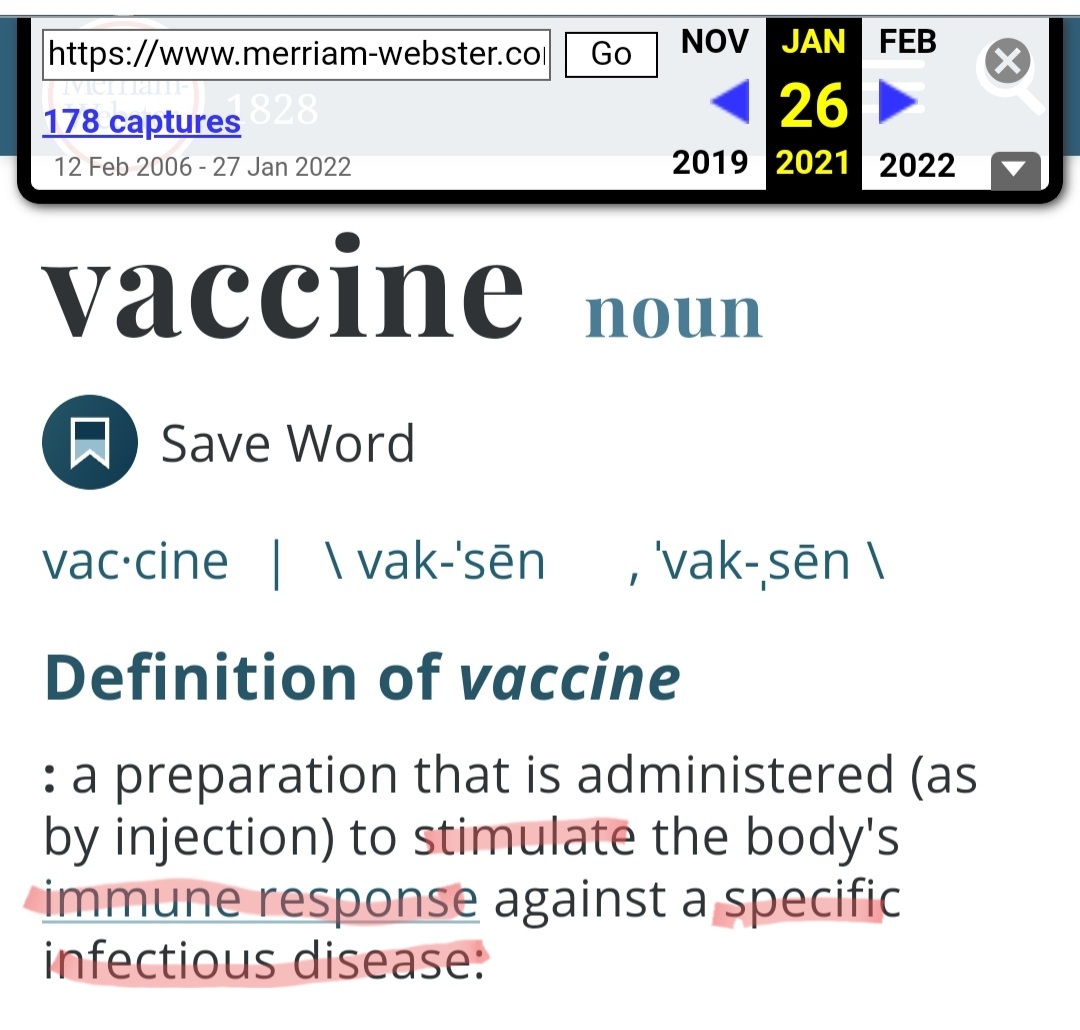 https://www.merriam-webster.co
Go
NOV JAN FEB
26
178 captures
1828
12 Feb 2006 - 27 Jan 2022
2019 2021 2022
Merriam-
Webster
vaccine noun
Save Word
vac·cine | \ vak-ˈsēn , ˈvak-ˌsēn \
Definition of vaccine
: a preparation that is administered (as
by injection) to stimulate the body's
immune response against a specific
infectious disease: